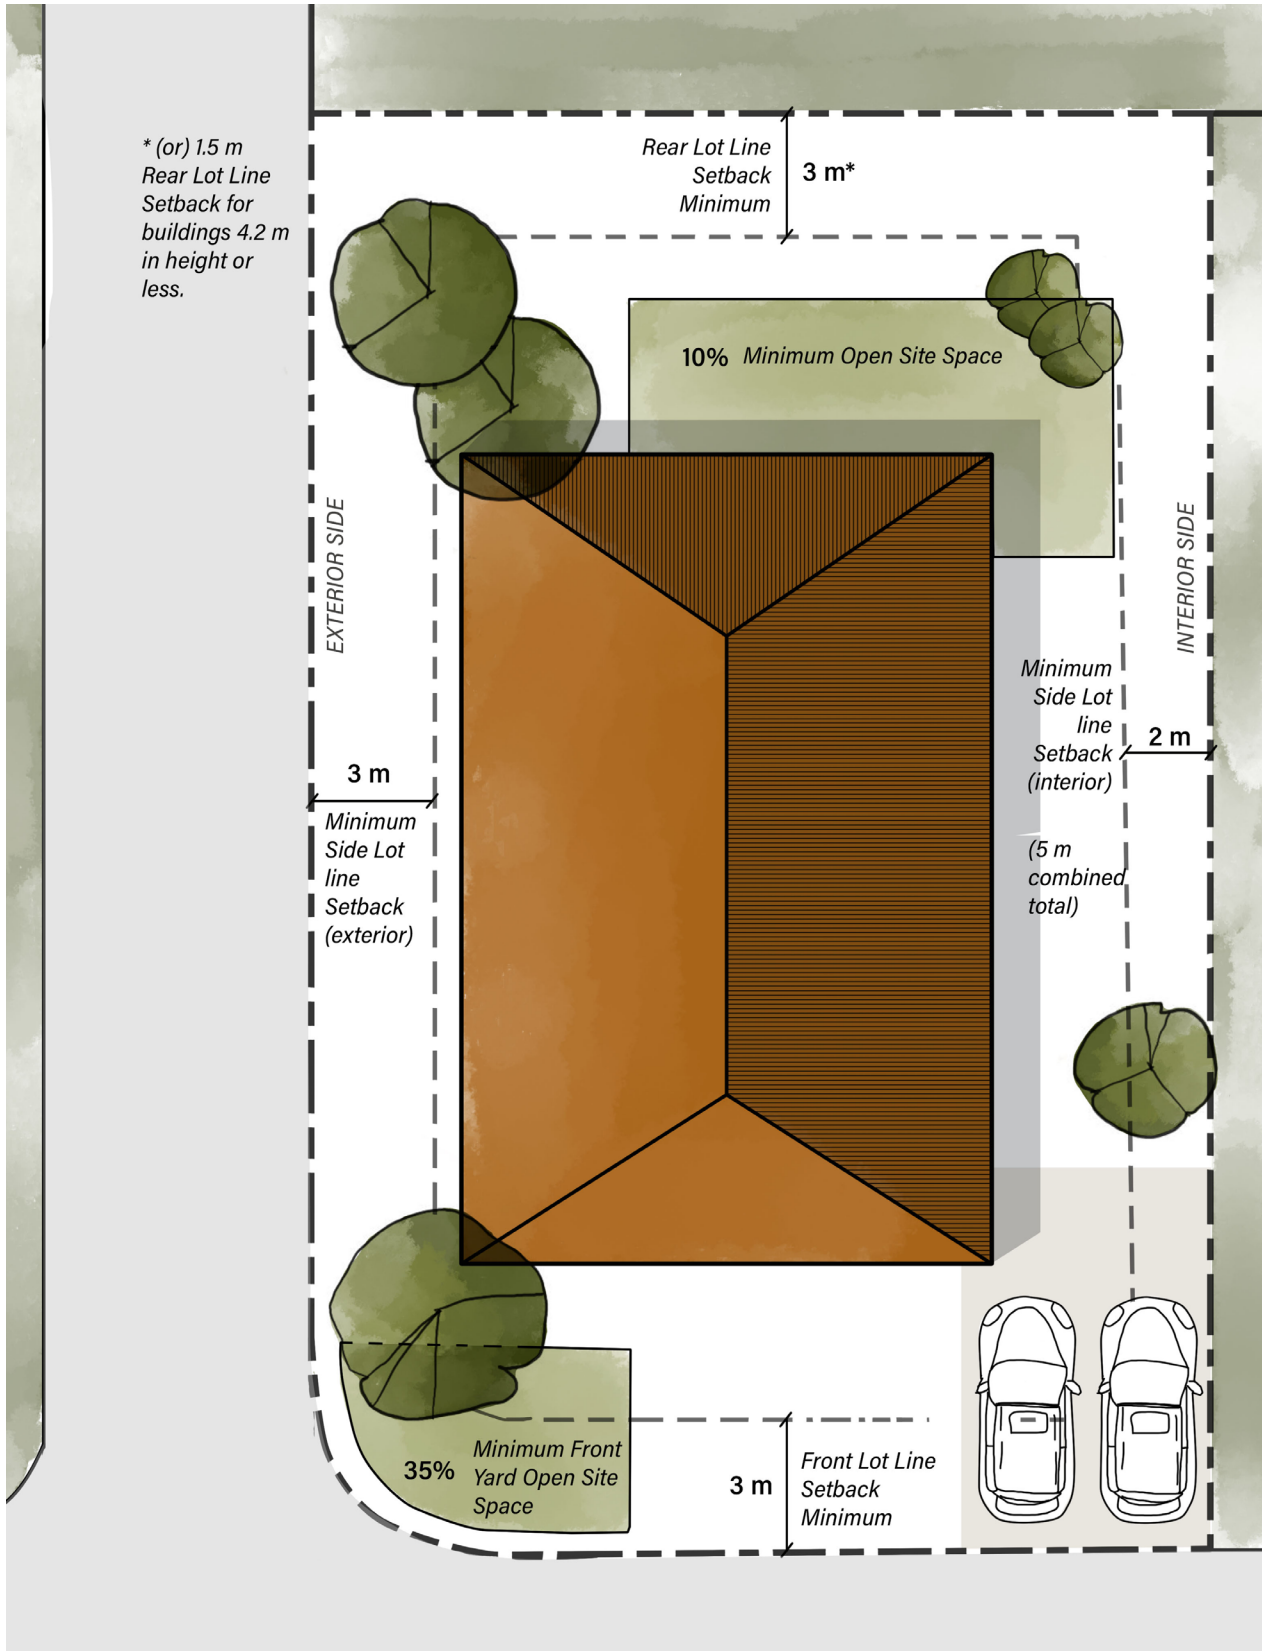 * (or) 1.5 m
Rear Lot Line
Setback for
buildings 4.2 m
in height or
less.
Rear Lot Line
Setback
Minimum
3 m*
10% Minimum Open Site Space
EXTERIOR SIDE
INTERIOR SIDE
Minimum
Side Lot
line
Setback
(interior)
2 m
(5 m
combined
total)
3 m
Minimum
Side Lot
line
Setback
(exterior)
35%
Minimum Front
Yard Open Site
Space
3 m
Front Lot Line
Setback
Minimum